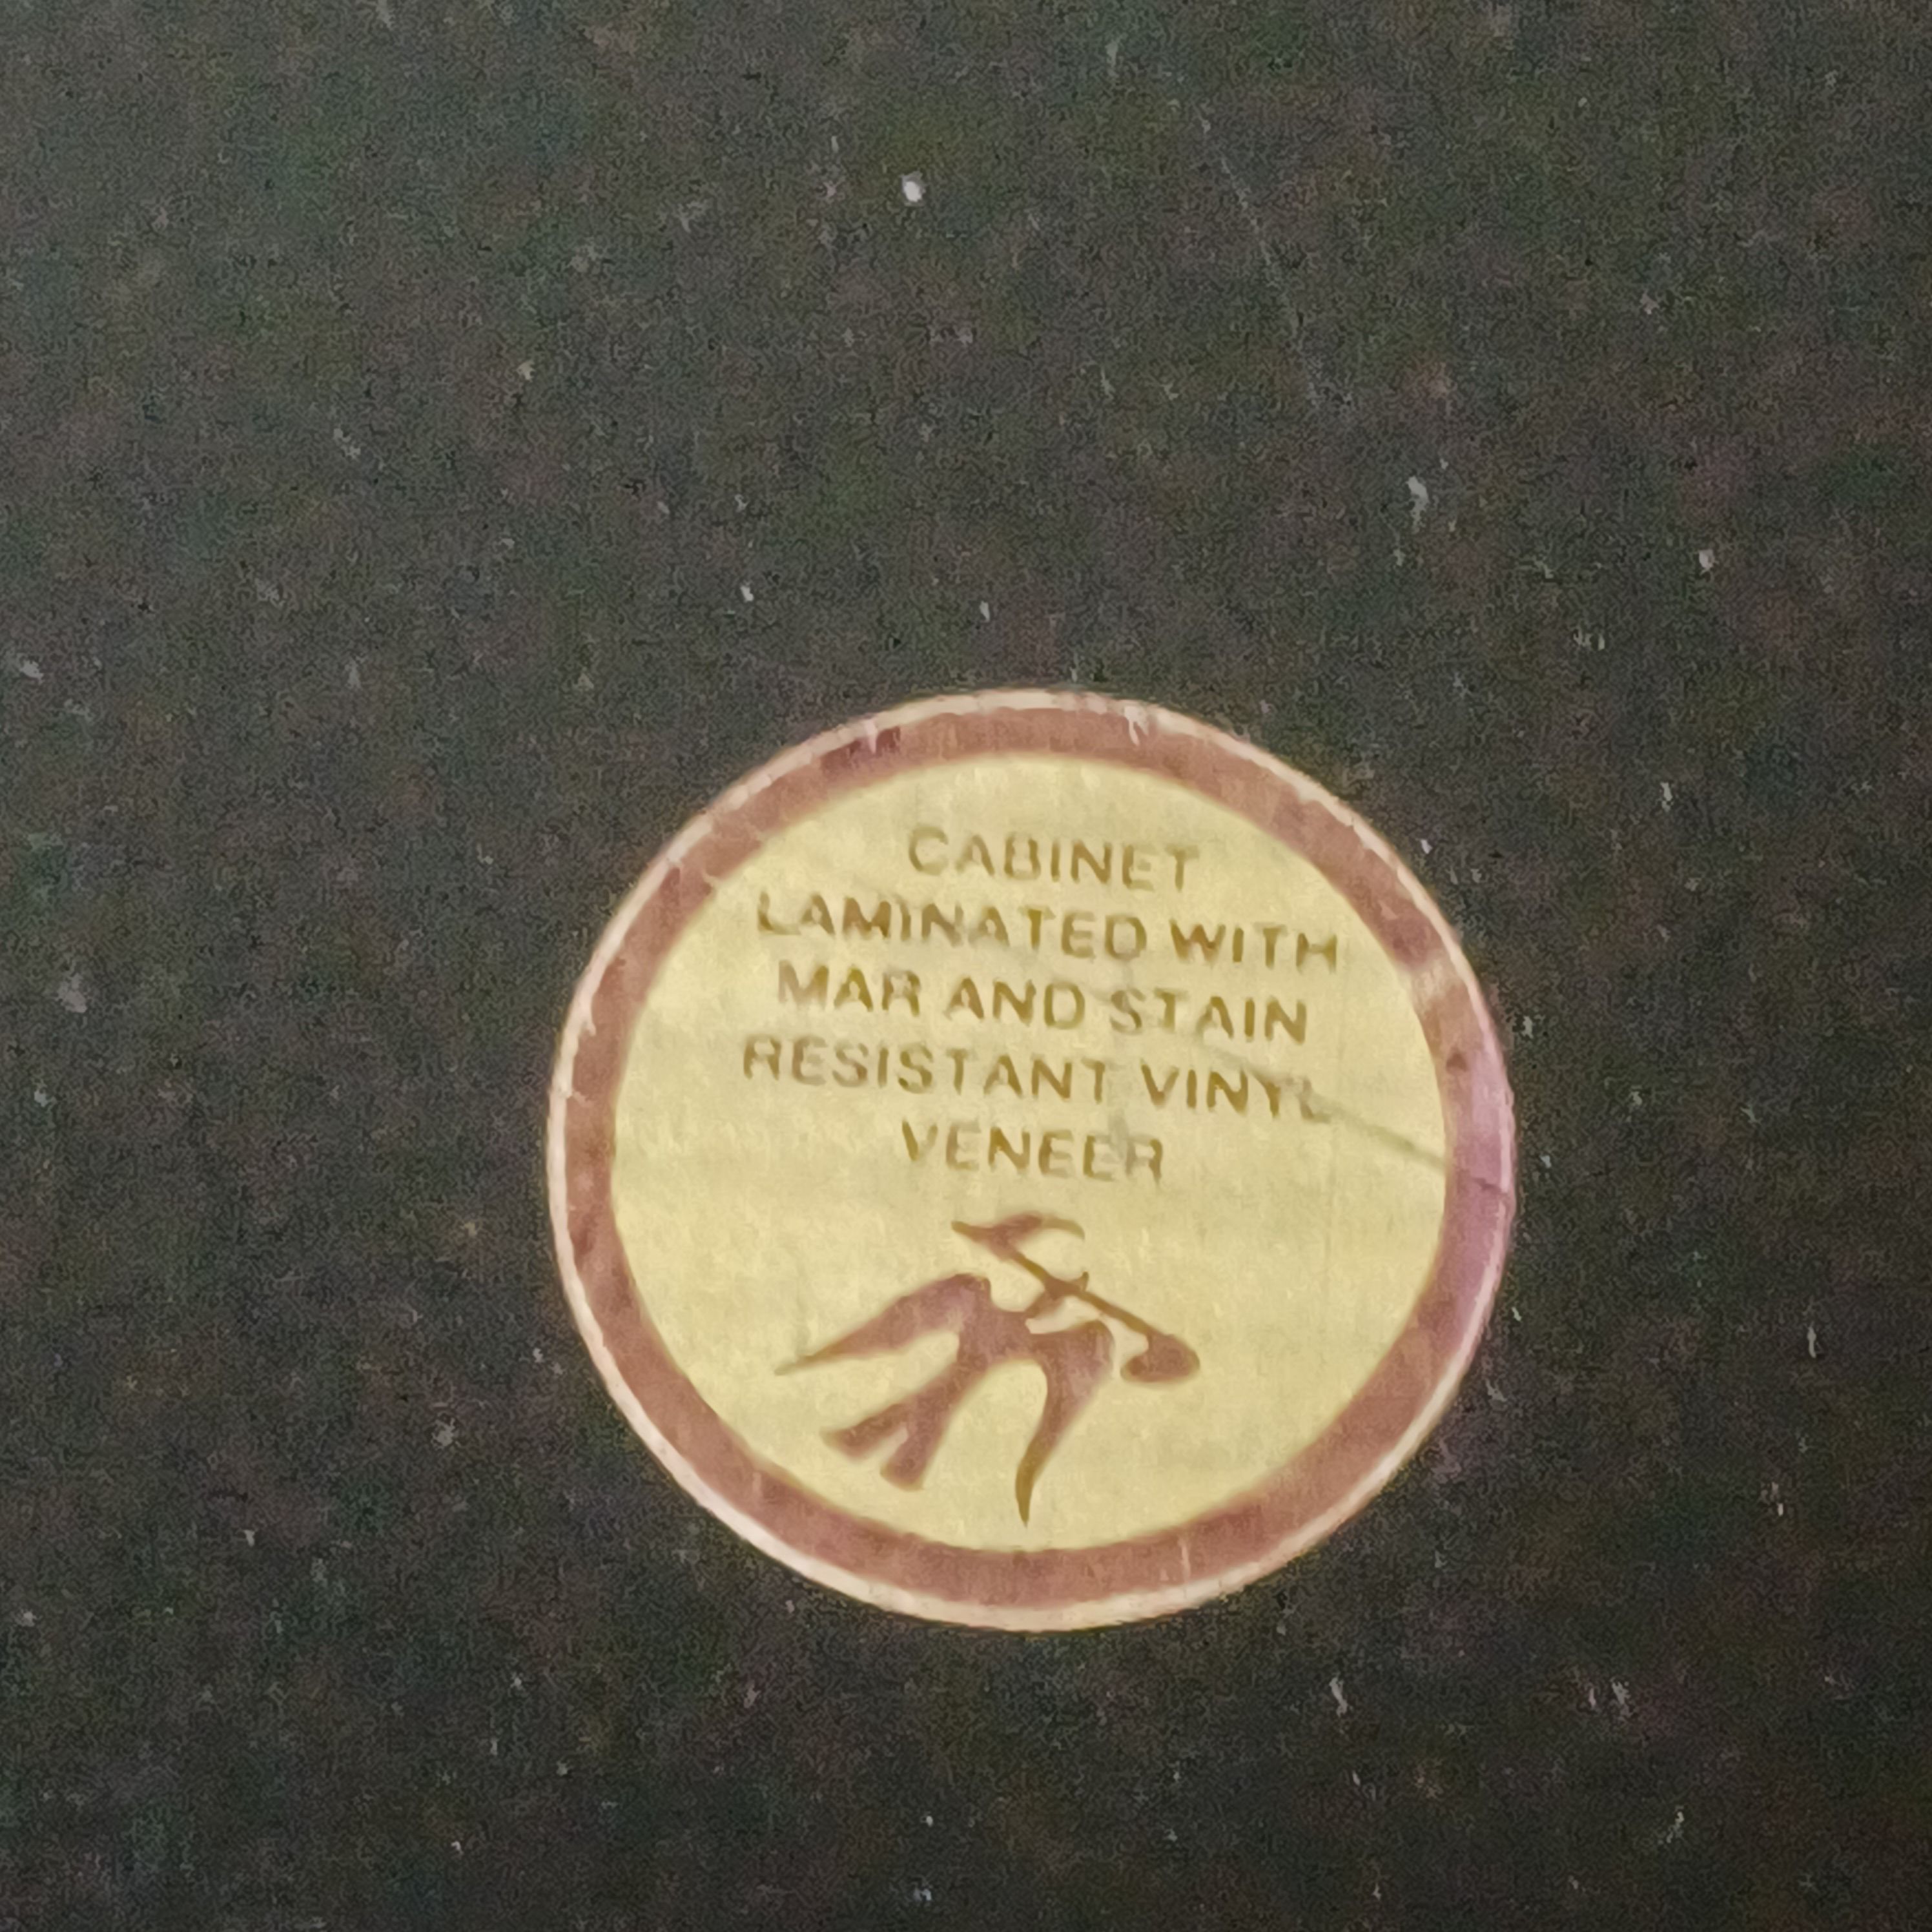 CABINET
LAMINATED WITH
MAR AND STAIN
RESISTANT VINYL
VENEER